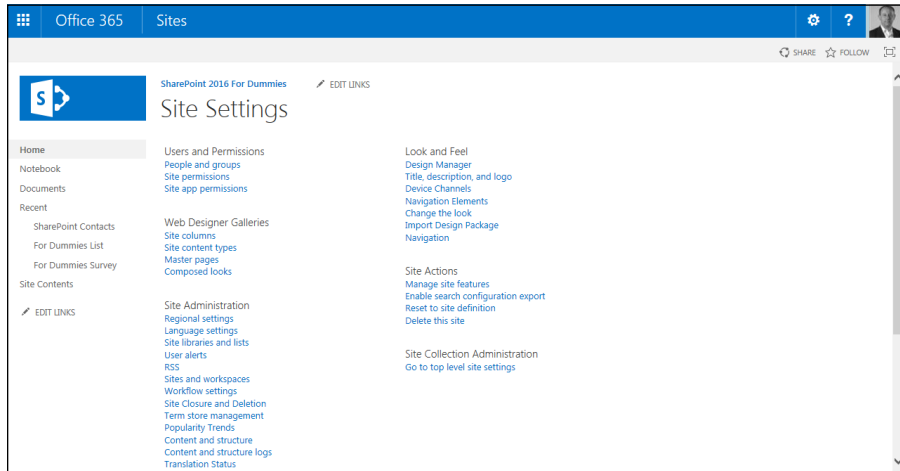 Office 365 Sites ?
SHARE FOLLOW
S
SharePoint 2016 For Dummies EDIT LINKS
Site Settings
Home
Notebook
Documents
Recent
SharePoint Contacts
For Dummies List
For Dummies Survey
Site Contents
EDIT LINKS
Users and Permissions
People and groups
Site permissions
Site app permissions
Web Designer Galleries
Site columns
Site content types
Master pages
Composed looks
Site Administration
Regional settings
Language settings
Site libraries and lists
User alerts
RSS
Sites and workspaces
Workflow settings
Site Closure and Deletion
Term store management
Popularity Trends
Content and structure
Content and structure logs
Translation Status
Look and Feel
Design Manager
Title, description, and logo
Device Channels
Navigation Elements
Change the look
Import Design Package
Navigation
Site Actions
Manage site features
Enable search configuration export
Reset to site definition
Delete this site
Site Collection Administration
Go to top level site settings